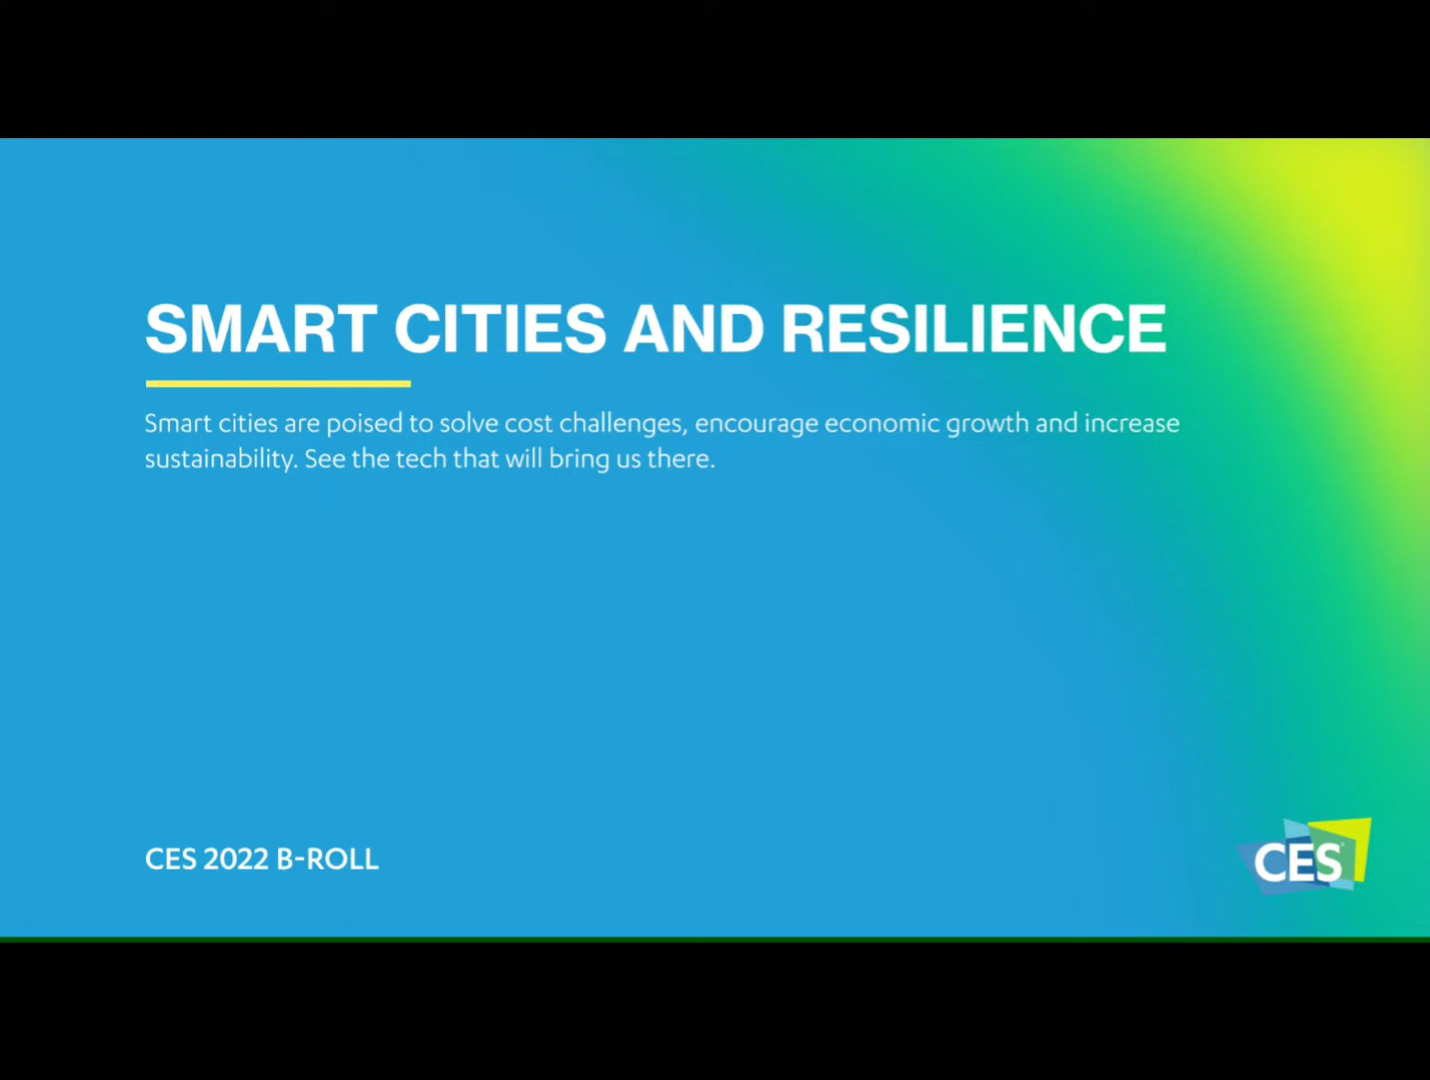 SMART CITIES AND RESILIENCE
Smart cities are poised to solve cost challenges, encourage economic growth and increase
sustainability. See the tech that will bring us there.
CES 2022 B-ROLL
CES